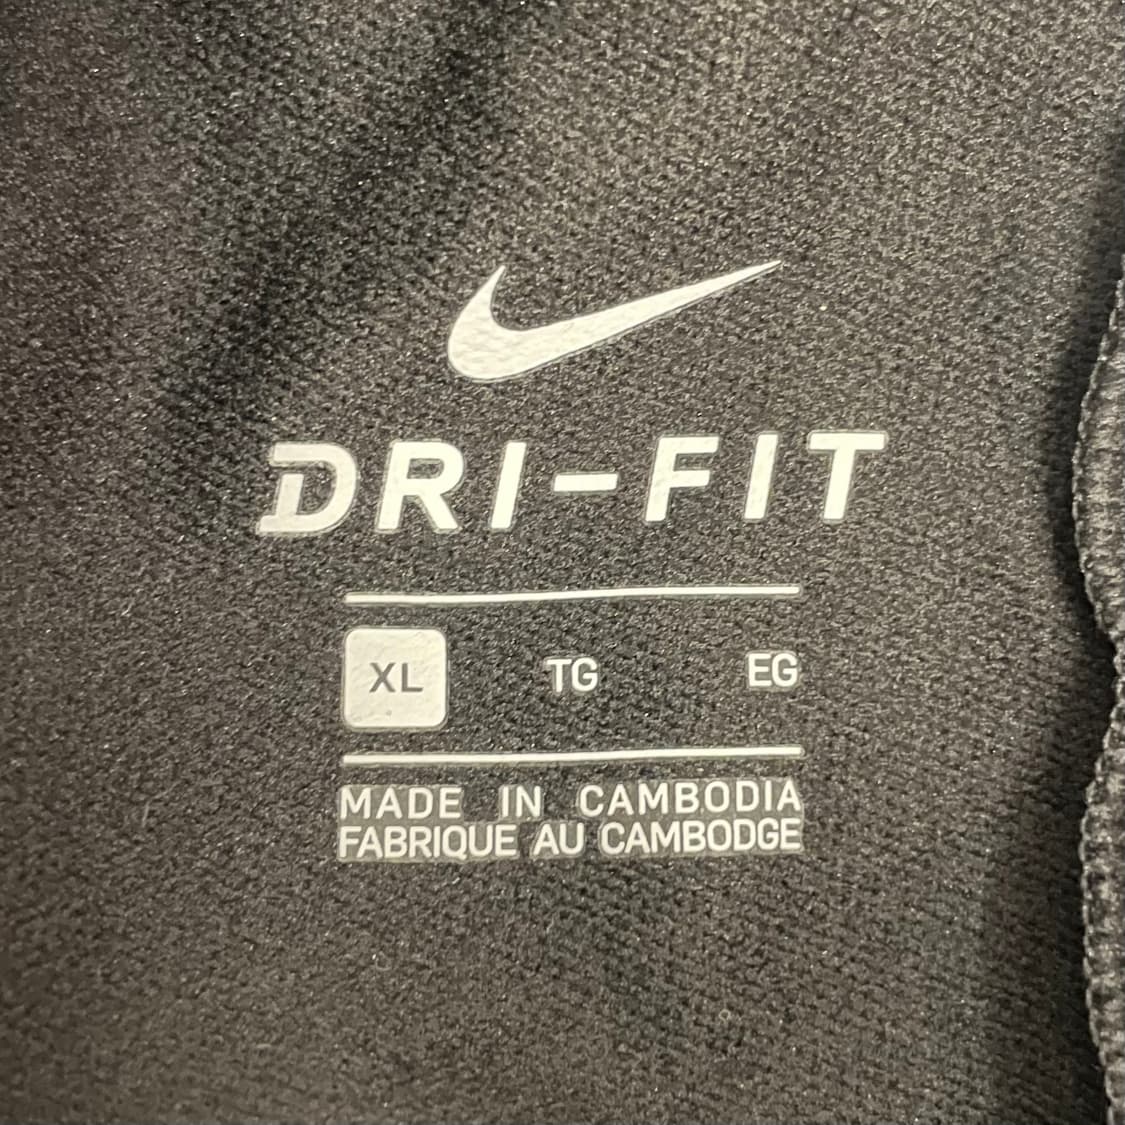 DRI-FIT
XL TG EG
MADE IN CAMBODIA
FABRIQUE AU CAMBODGE